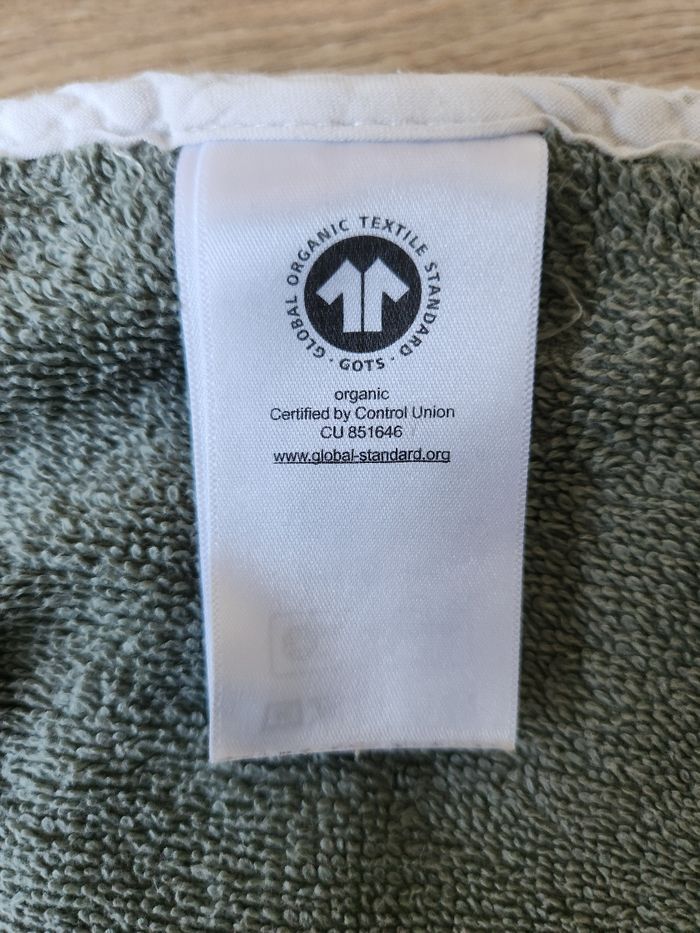 GLOBAL ORGANIC TEXTILE STANDARD
· GOTS ·
organic
Certified by Control Union
CU 851646
www.global-standard.org